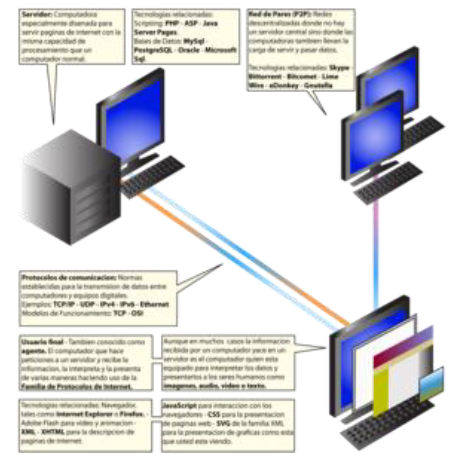 Servidor: Computadora
especialmente disenada para
servir paginas de internet con la
misma capacidad de
procesamiento que un
computador normal.
Tecnologias relacionadas:
Scripting: PHP - ASP - Java
Server Pages.
Bases de Datos: MySql -
PostgreSQL - Oracle - Microsoft
Sql.
Red de Pares (P2P): Redes
descentralizadas donde no hay
un servidor central sino donde las
computadoras tambien llevan la
carga de servir y pasar datos.
Tecnologias relacionadas: Skype -
Bittorrent - Bitcomet - Lime
Wire - eDonkey - Gnutella
Protocolos de comunicacion: Normas
establecidas para la transmision de datos entre
computadores y equipos digitales.
Ejemplos: TCP/IP - UDP - IPv4 - IPv6 - Ethernet
Modelos de Funcionamiento: TCP - OSI
Usuario final - Tambien conocido como
agente. El computador que hace
peticiones a un servidor y recibe la
informacion, la interpreta y la presenta
de varias maneras haciendo uso de la
Familia de Protocolos de Internet.
Aunque en muchos casos la informacion
recibida por un computador yace en un
servidor es el computador quien esta
equipado para interpretar los datos y
presentarlos a los seres humanos como
imagenes, audio, video o texto.
Tecnologias relacionadas: Navegador,
tales como Internet Explorer o Firefox. -
Adobe Flash para video y animacion -
XML - XHTML para la descripcion de
paginas de internet.
JavaScript para interaccion con los
navegadores - CSS para la presentacion
de paginas web - SVG de la familia XML
para la presentacion de graficas como esta
que usted esta viendo.